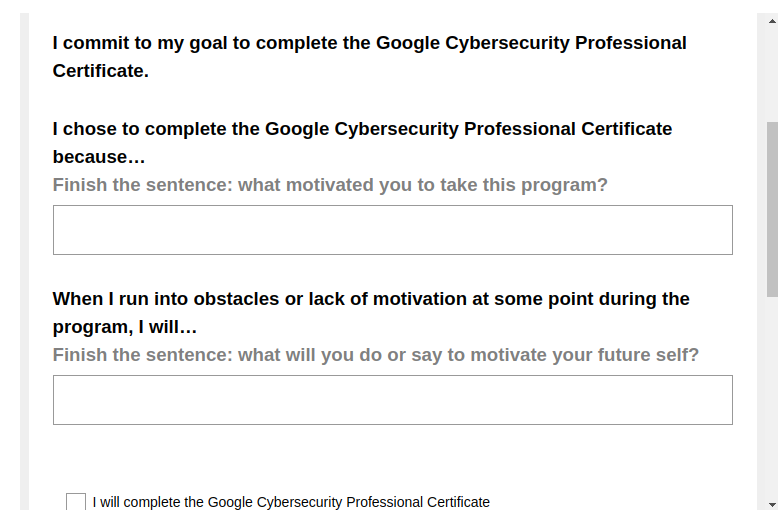 I commit to my goal to complete the Google Cybersecurity Professional
Certificate.
I chose to complete the Google Cybersecurity Professional Certificate
because…
Finish the sentence: what motivated you to take this program?
When I run into obstacles or lack of motivation at some point during the
program, I will…
Finish the sentence: what will you do or say to motivate your future self?
I will complete the Google Cybersecurity Professional Certificate